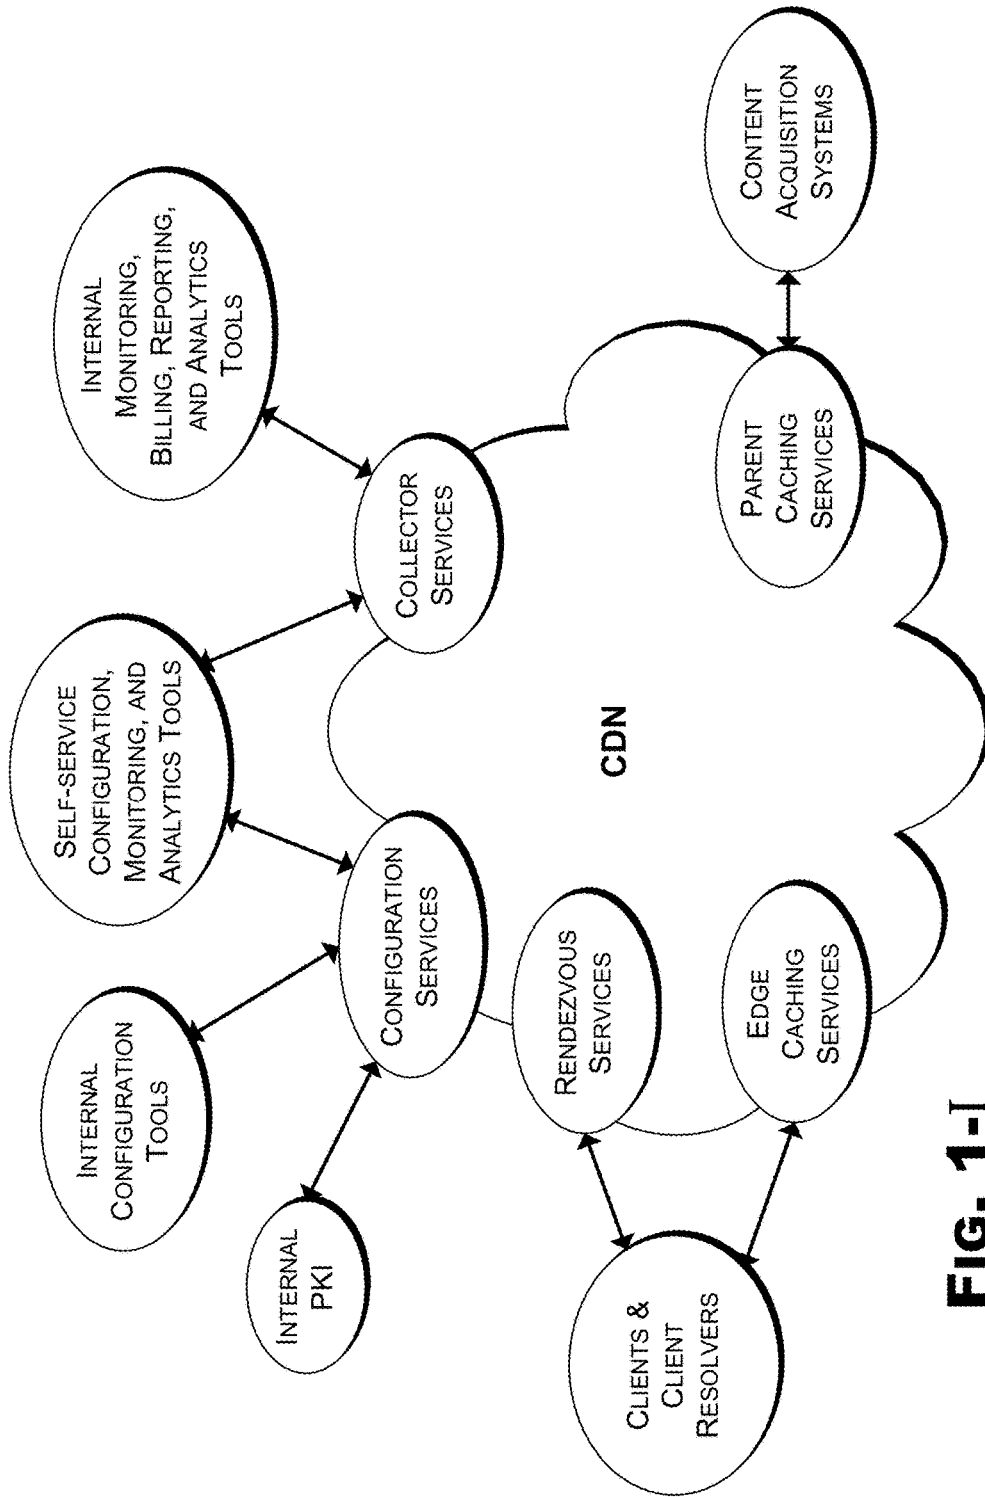 INTERNAL
PKI
INTERNAL
CONFIGURATION
TOOLS
SELF-SERVICE
CONFIGURATION,
MONITORING, AND
ANALYTICS TOOLS
INTERNAL
MONITORING,
BILLING, REPORTING,
AND ANALYTICS
TOOLS
CONFIGURATION
SERVICES
COLLECTOR
SERVICES
RENDEZVOUS
SERVICES
CDN
CLIENTS &
CLIENT
RESOLVERS
EDGE
CACHING
SERVICES
PARENT
CACHING
SERVICES
CONTENT
ACQUISITION
SYSTEMS
FIG. 1-I